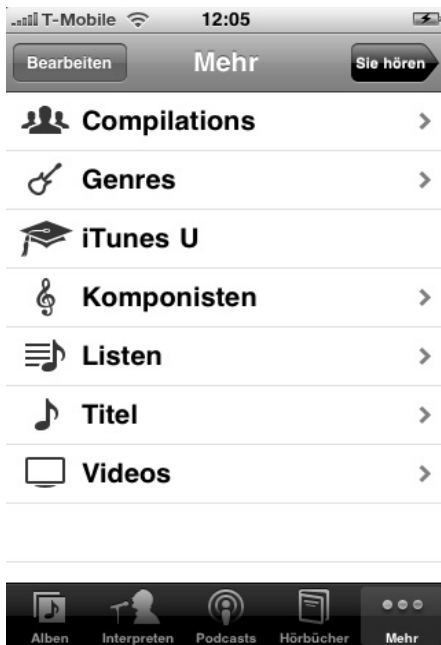 T-Mobile 12:05
Bearbeiten Mehr Sie hören
Compilations
Genres
iTunes U
Komponisten
Listen
Titel
Videos
Alben Interpreten Podcasts Hörbücher Mehr